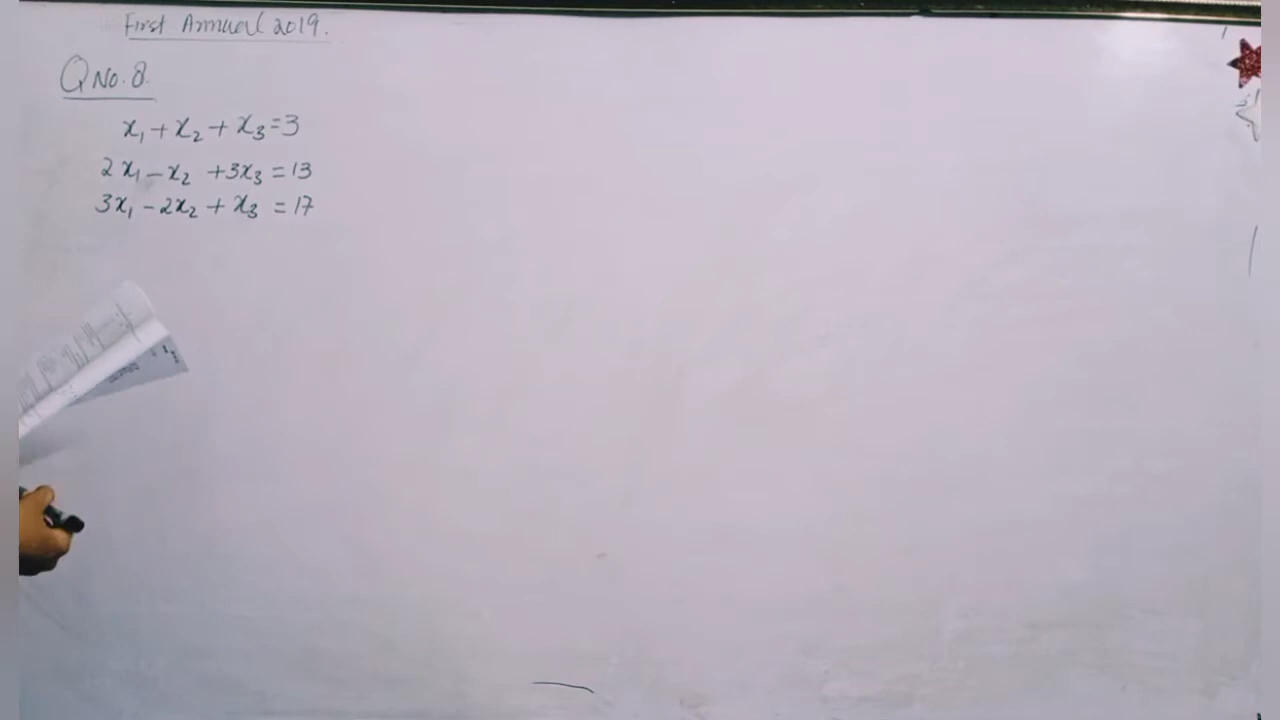 First Annual 2019.
Q No. 8.
x₁ + x₂ + x₃ = 3
2x₁ - x₂ + 3x₃ = 13
3x₁ - 2x₂ + x₃ = 17